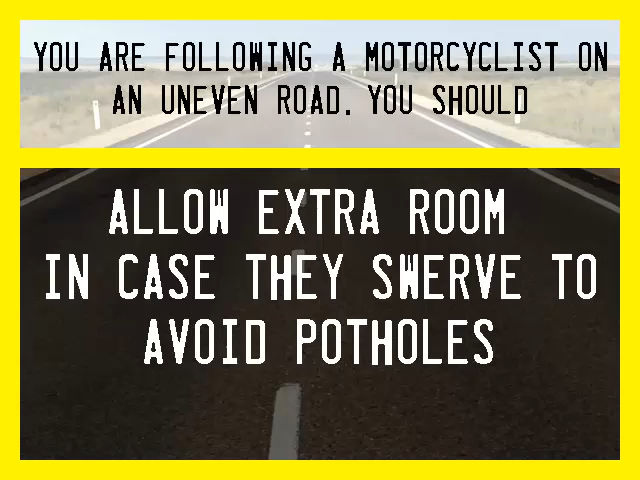 YOU ARE FOLLOWING A MOTORCYCLIST ON
AN UNEVEN ROAD. YOU SHOULD
ALLOW EXTRA ROOM
IN CASE THEY SWERVE TO
AVOID POTHOLES